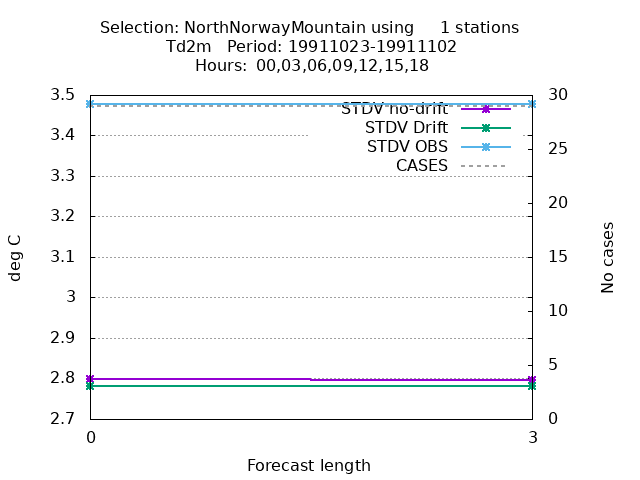 Selection: NorthNorwayMountain using 1 stations
Td2m Period: 19911023-19911102
Hours: 00,03,06,09,12,15,18
3.5
3.4
3.3
3.2
3.1
3
2.9
2.8
2.7
30
25
20
15
10
5
0
STDV no-drift
STDV Drift
STDV OBS
CASES
deg C
No cases
0
3
Forecast length